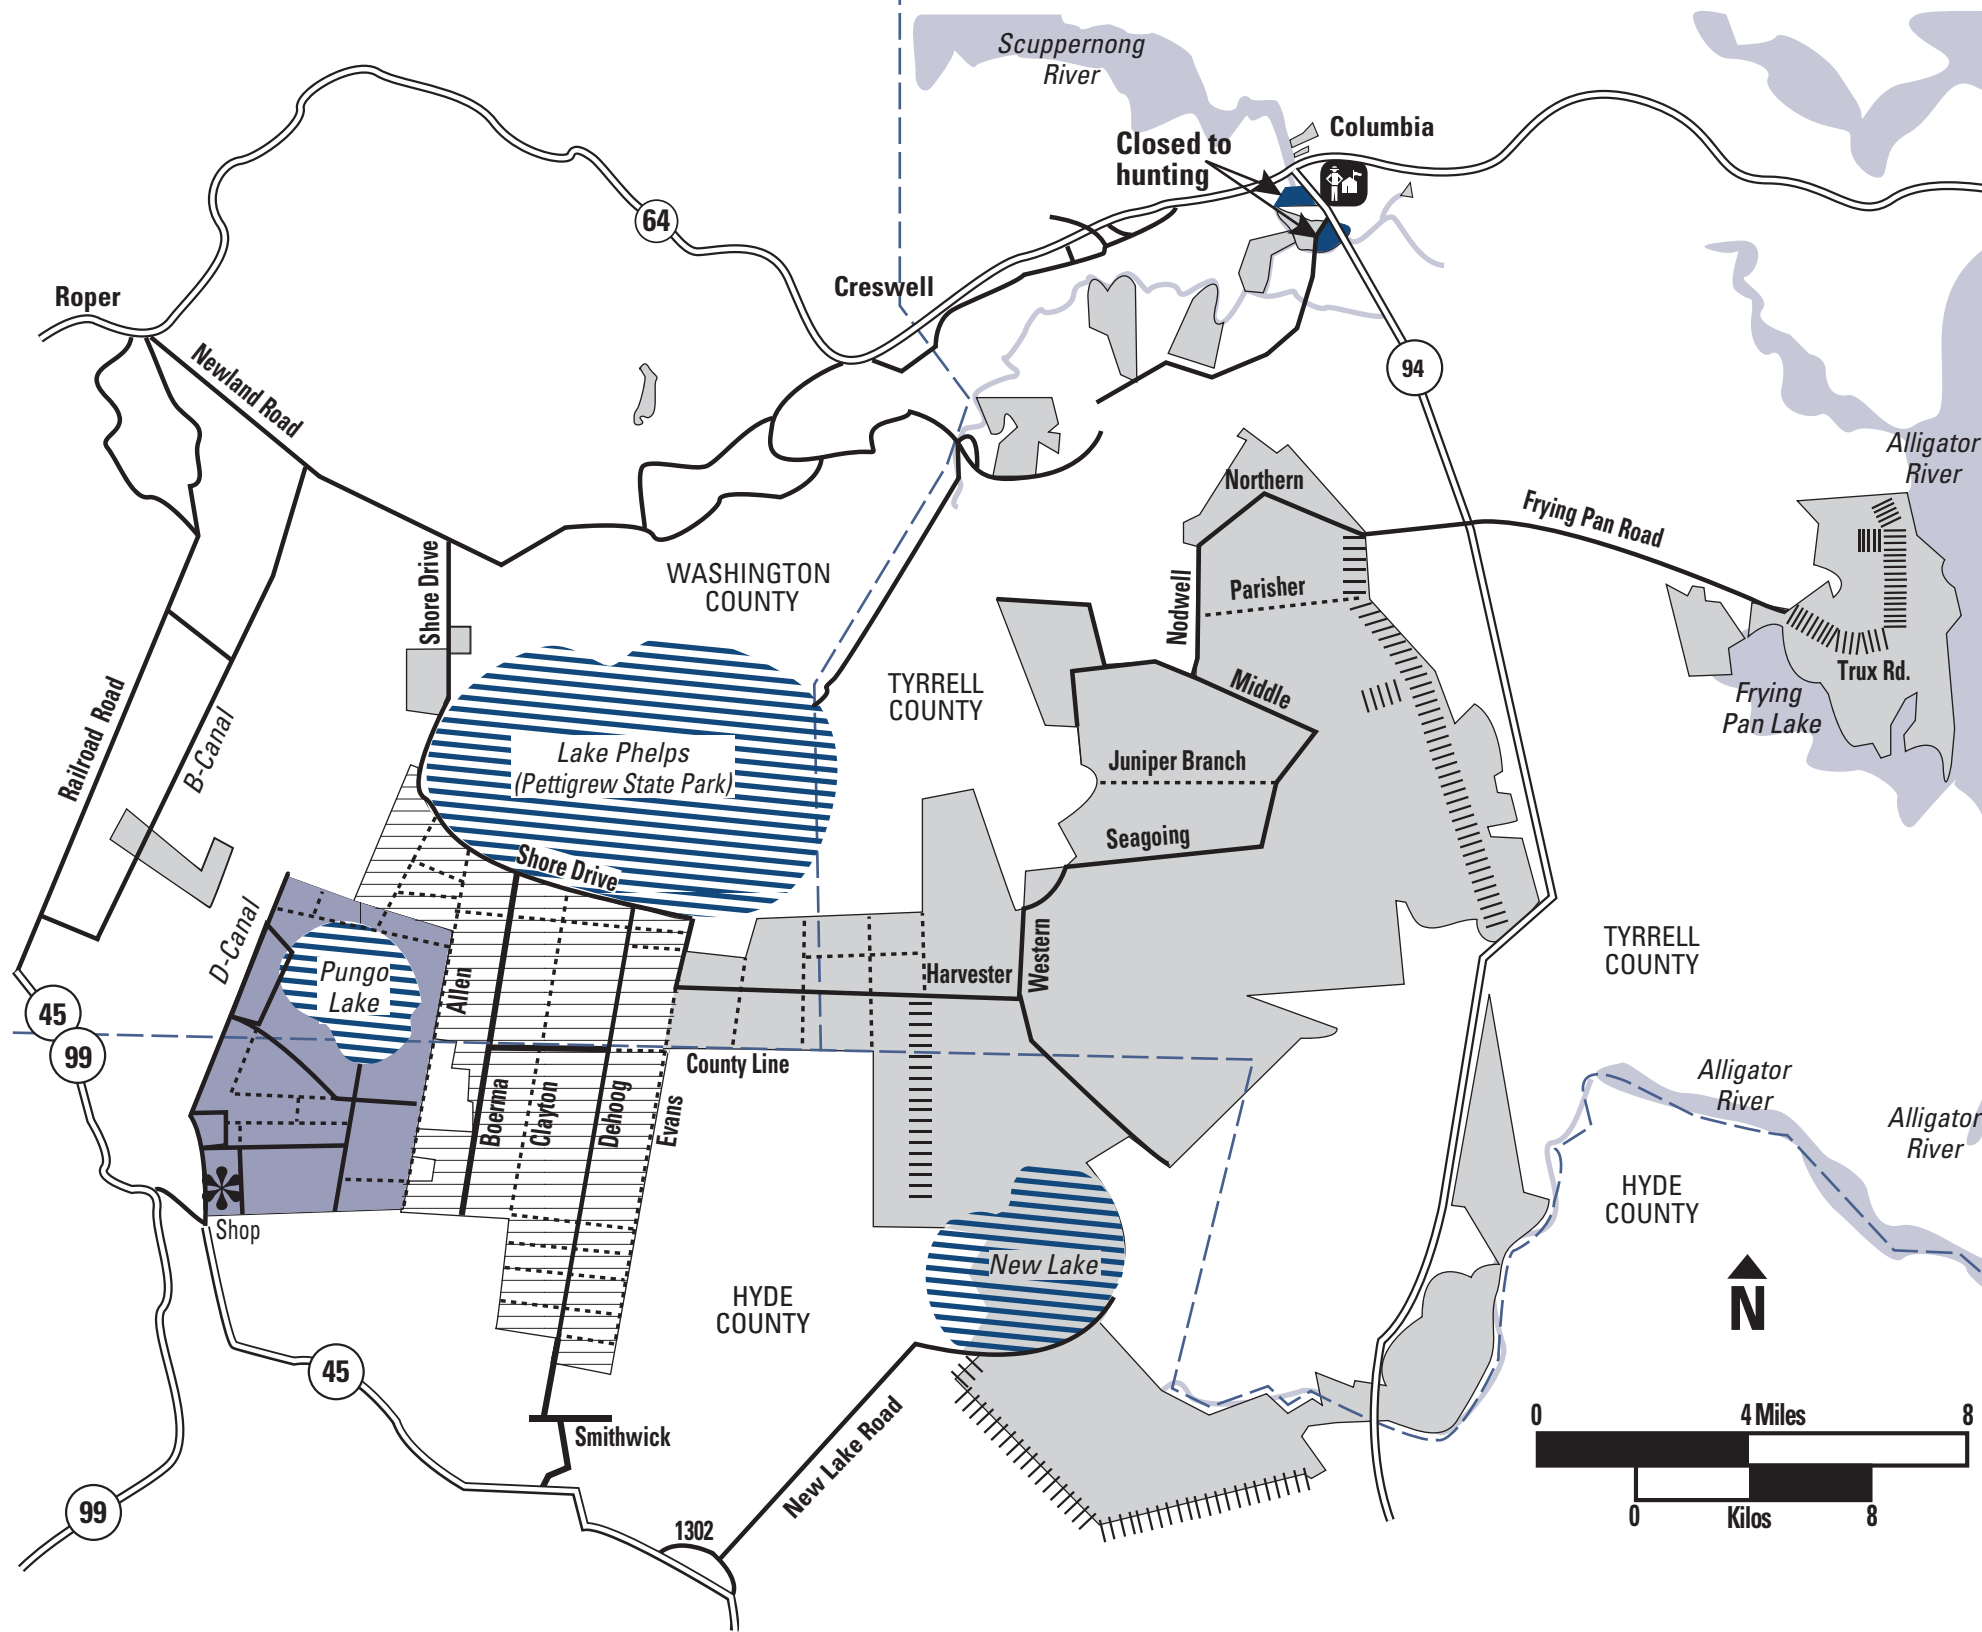 Scuppernong
River
Columbia
Closed to
hunting
64
Creswell
Roper
Newland Road
94
Alligator
River
Northern
Frying Pan Road
Shore Drive
WASHINGTON
COUNTY
Nodwell
Parisher
Trux Rd.
TYRRELL
COUNTY
Middle
Frying
Pan Lake
Railroad Road
B-Canal
Lake Phelps
(Pettigrew State Park)
Juniper Branch
Seagoing
Shore Drive
D-Canal
TYRRELL
COUNTY
Pungo
Lake
Allen
Harvester
Western
45
99
County Line
Alligator
River
Alligator
River
Boerma
Clayton
Dehoog
Evans
HYDE
COUNTY
Shop
New Lake
HYDE
COUNTY
N
45
0
4 Miles
8
Smithwick
New Lake Road
99
0
Kilos
8
1302